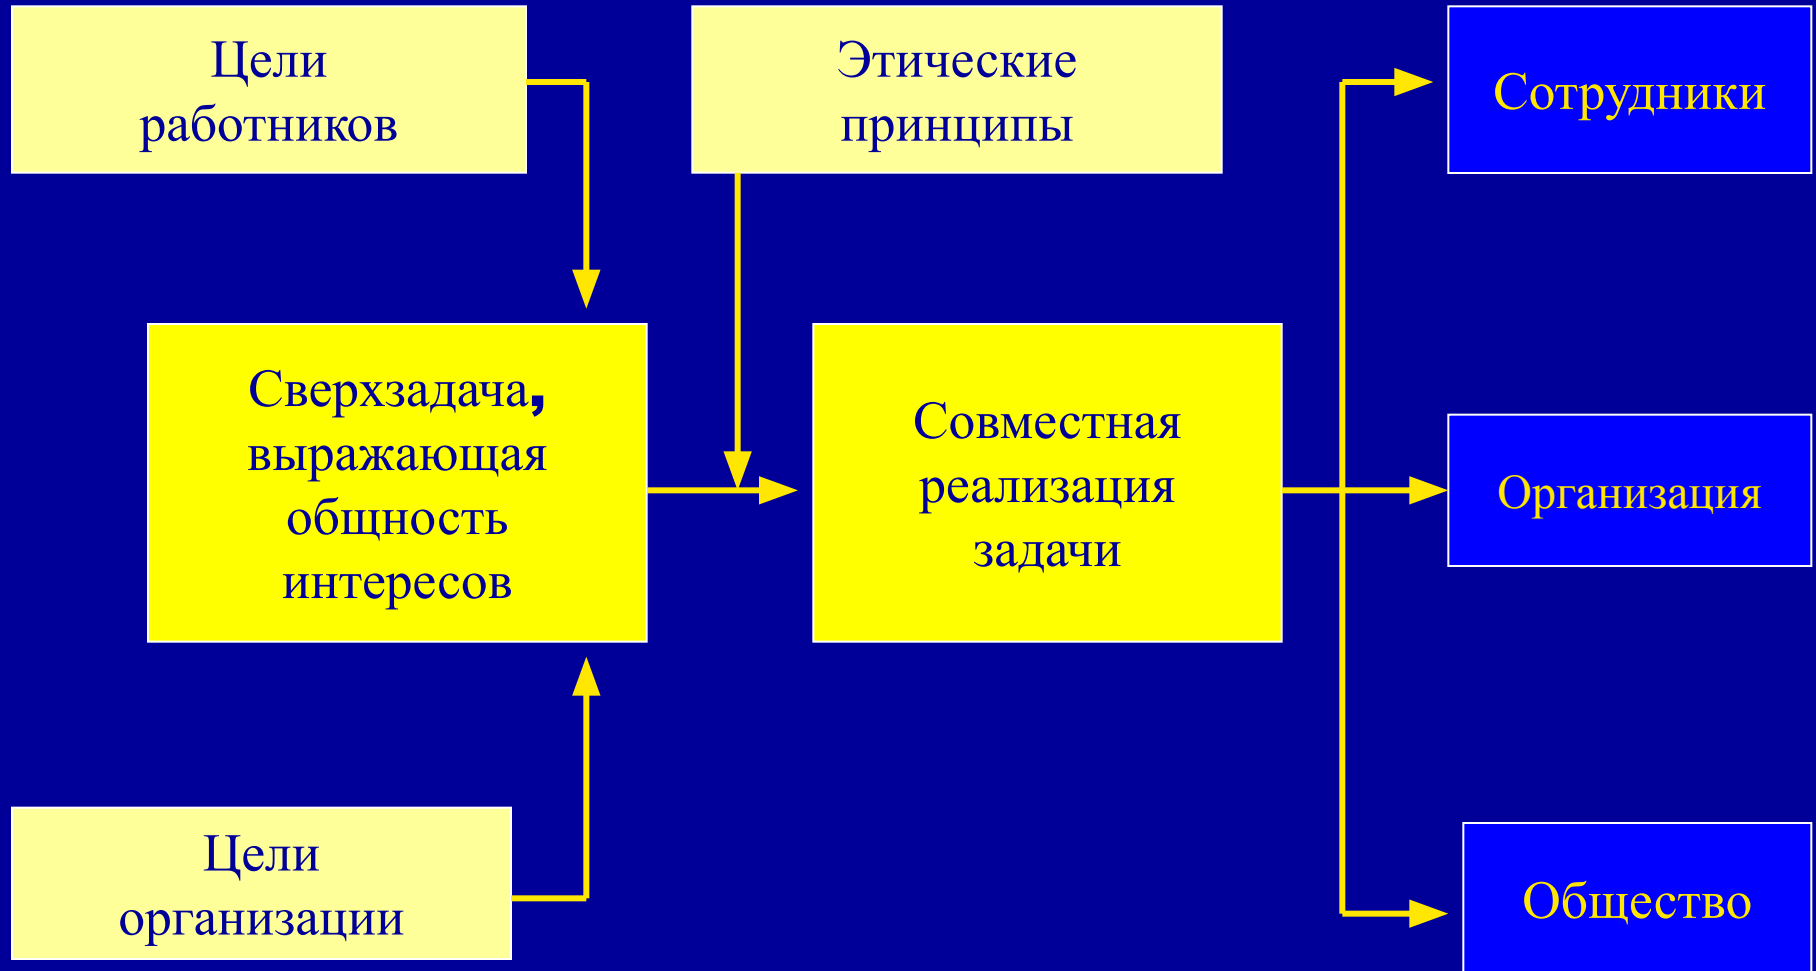 Цели
работников
Этические
принципы
Сотрудники
Сверхзадача,
выражающая
общность
интересов
Совместная
реализация
задачи
Организация
Цели
организации
Общество